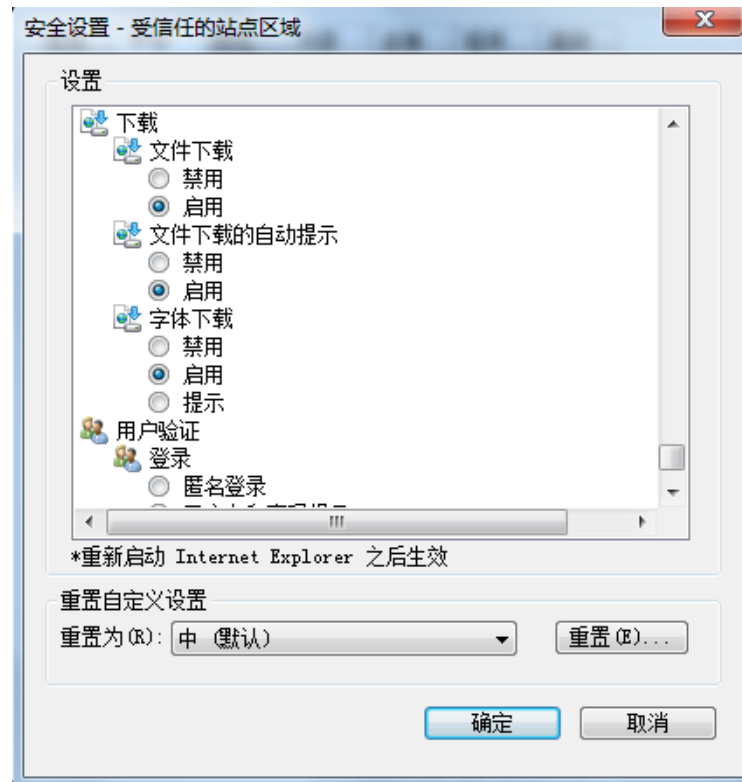 安全设置 - 受信任的站点区域
设置
下载
文件下载
禁用
启用
文件下载的自动提示
禁用
启用
字体下载
禁用
启用
提示
用户验证
登录
匿名登录
*重新启动 Internet Explorer 之后生效
重置自定义设置
重置为(R): 中 (默认) 重置(E)...
确定 取消